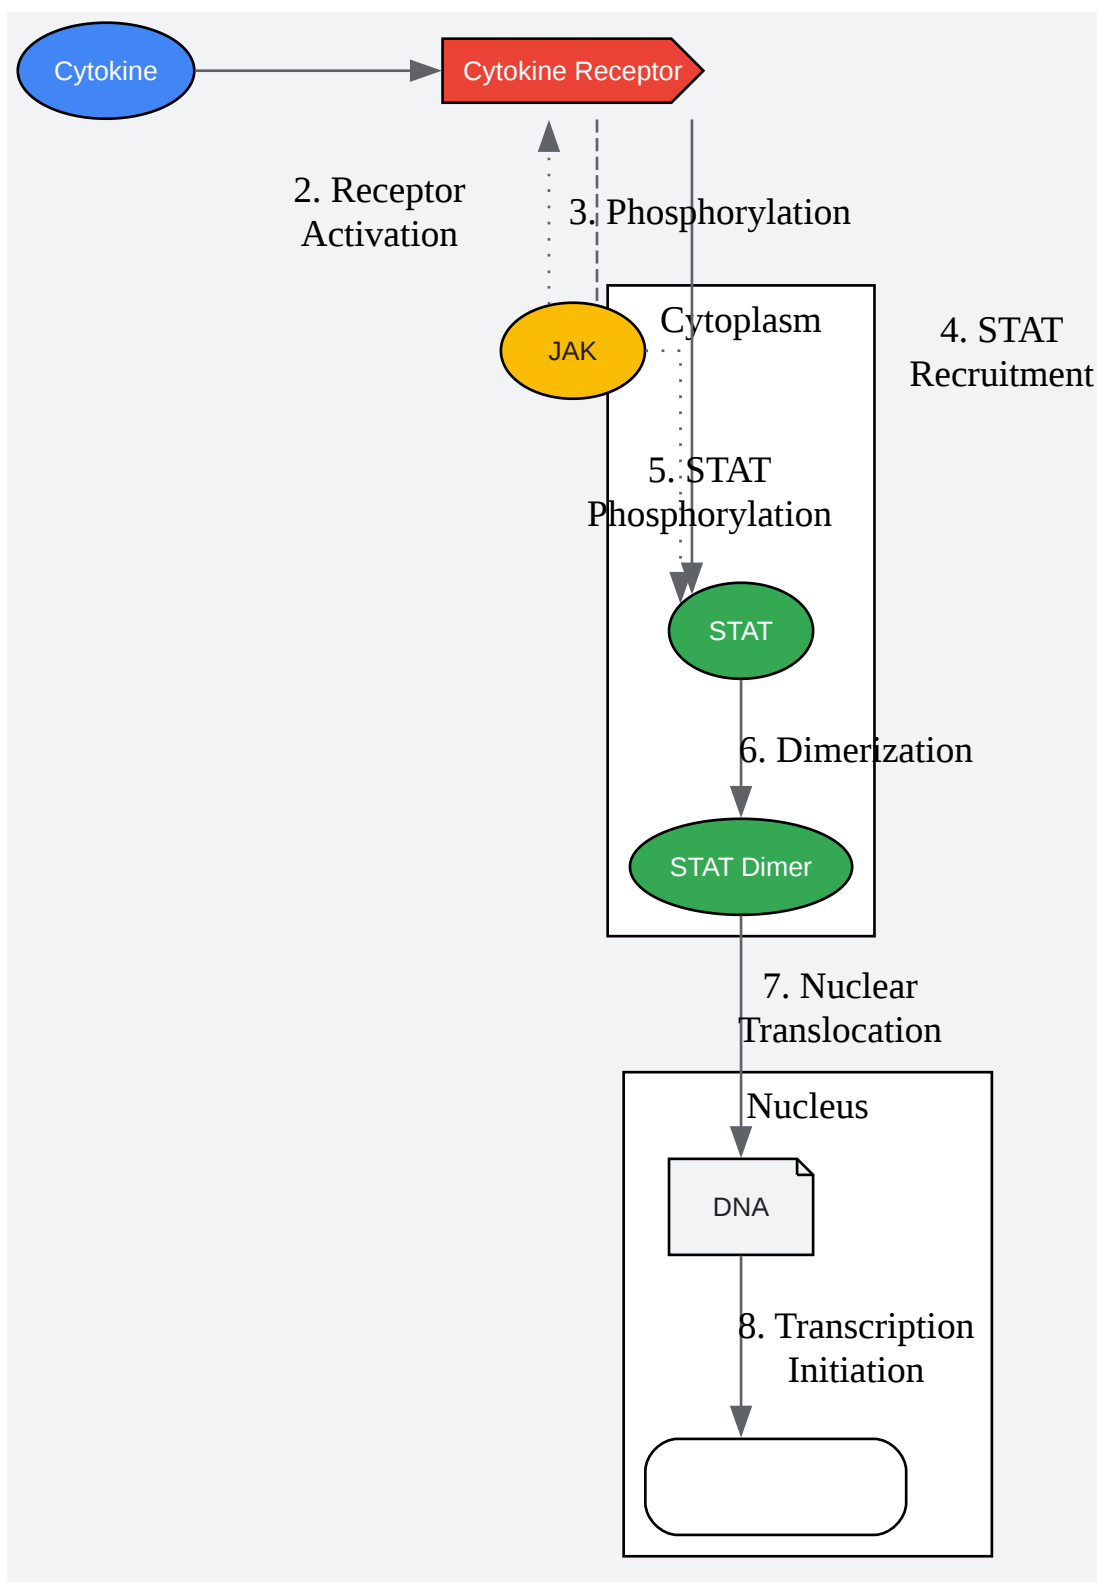 Cytokine
Cytokine Receptor
2. Receptor
Activation
3. Phosphorylation
Cytoplasm
4. STAT
Recruitment
JAK
5. STAT
Phosphorylation
STAT
6. Dimerization
STAT Dimer
7. Nuclear
Translocation
Nucleus
DNA
8. Transcription
Initiation